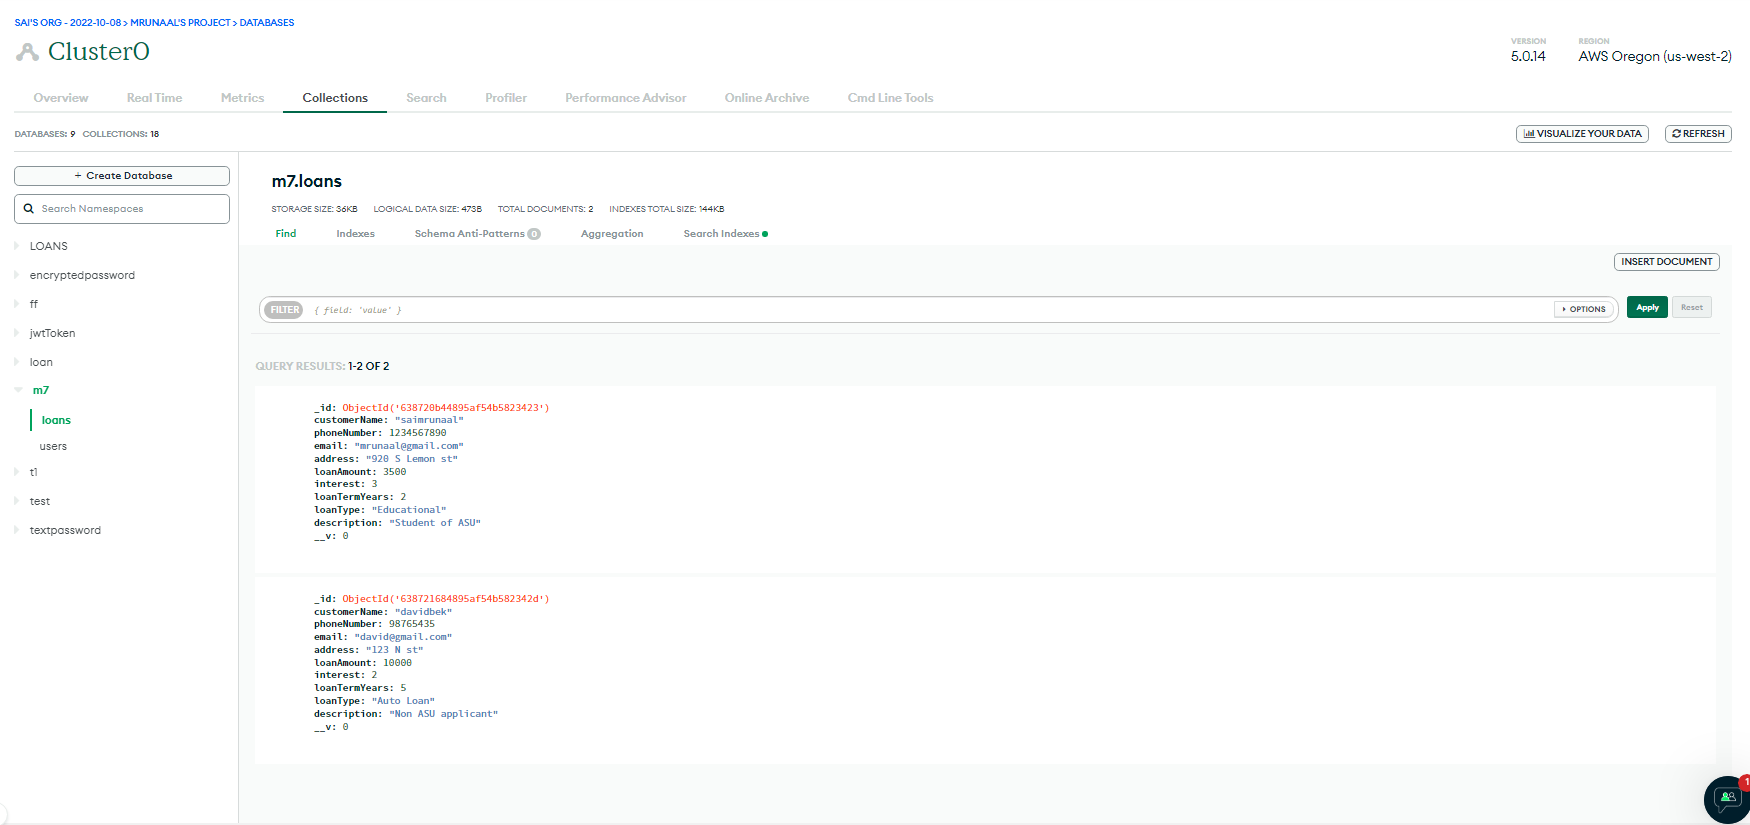 SAI'S ORG - 2022-10-08 > MRUNAAL'S PROJECT > DATABASES
Cluster0
VERSION
5.0.14
REGION
AWS Oregon (us-west-2)
Overview Real Time Metrics Collections Search Profiler Performance Advisor Online Archive Cmd Line Tools
DATABASES: 9 COLLECTIONS: 18
VISUALIZE YOUR DATA
REFRESH
+ Create Database
Search Namespaces
LOANS
encryptedpassword
ff
jwtToken
loan
m7
loans
users
t1
test
textpassword
m7.loans
STORAGE SIZE: 36KB LOGICAL DATA SIZE: 473B TOTAL DOCUMENTS: 2 INDEXES TOTAL SIZE: 144KB
Find Indexes Schema Anti-Patterns 0 Aggregation Search Indexes
INSERT DOCUMENT
FILTER { field: 'value' } OPTIONS Apply Reset
QUERY RESULTS: 1-2 OF 2
_id: ObjectId('638720b44895af54b5823423')
customerName: "saimrunaal"
phoneNumber: 1234567890
email: "mrunaal@gmail.com"
address: "920 S Lemon st"
loanAmount: 3500
interest: 3
loanTermYears: 2
loanType: "Educational"
description: "Student of ASU"
__v: 0
_id: ObjectId('638721684895af54b582342d')
customerName: "davidbek"
phoneNumber: 98765435
email: "david@gmail.com"
address: "123 N st"
loanAmount: 10000
interest: 2
loanTermYears: 5
loanType: "Auto Loan"
description: "Non ASU applicant"
__v: 0
1